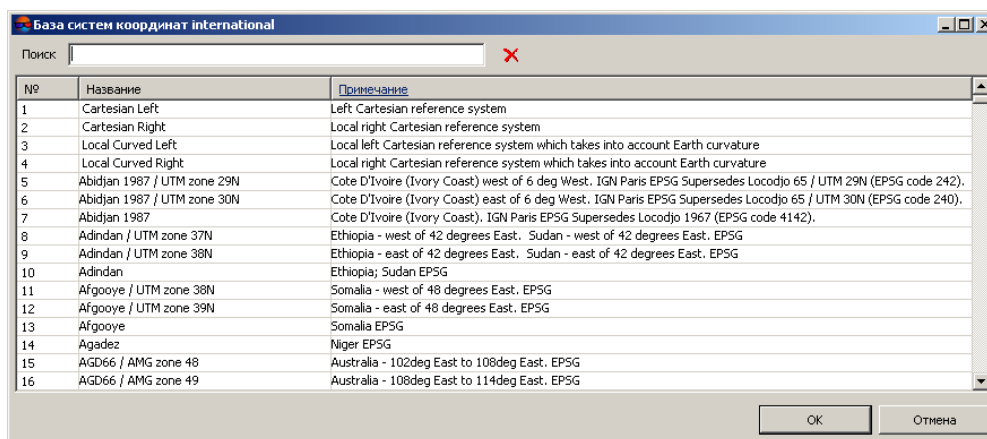 База систем координат international
Поиск
№ Название Примечание
1 Cartesian Left Left Cartesian reference system
2 Cartesian Right Local right Cartesian reference system
3 Local Curved Left Local left Cartesian reference system which takes into account Earth curvature
4 Local Curved Right Local right Cartesian reference system which takes into account Earth curvature
5 Abidjan 1987 / UTM zone 29N Cote D'Ivoire (Ivory Coast) west of 6 deg West. IGN Paris EPSG Supersedes Locodjo 65 / UTM 29N (EPSG code 242).
6 Abidjan 1987 / UTM zone 30N Cote D'Ivoire (Ivory Coast) east of 6 deg West. IGN Paris EPSG Supersedes Locodjo 65 / UTM 30N (EPSG code 240).
7 Abidjan 1987 Cote D'Ivoire (Ivory Coast). IGN Paris EPSG Supersedes Locodjo 1967 (EPSG code 4142).
8 Adindan / UTM zone 37N Ethiopia - west of 42 degrees East. Sudan - west of 42 degrees East. EPSG
9 Adindan / UTM zone 38N Ethiopia - east of 42 degrees East. Sudan - east of 42 degrees East. EPSG
10 Adindan Ethiopia; Sudan EPSG
11 Afgooye / UTM zone 38N Somalia - west of 48 degrees East. EPSG
12 Afgooye / UTM zone 39N Somalia - east of 48 degrees East. EPSG
13 Afgooye Somalia EPSG
14 Agadez Niger EPSG
15 AGD66 / AMG zone 48 Australia - 102deg East to 108deg East. EPSG
16 AGD66 / AMG zone 49 Australia - 108deg East to 114deg East. EPSG
OK Отмена